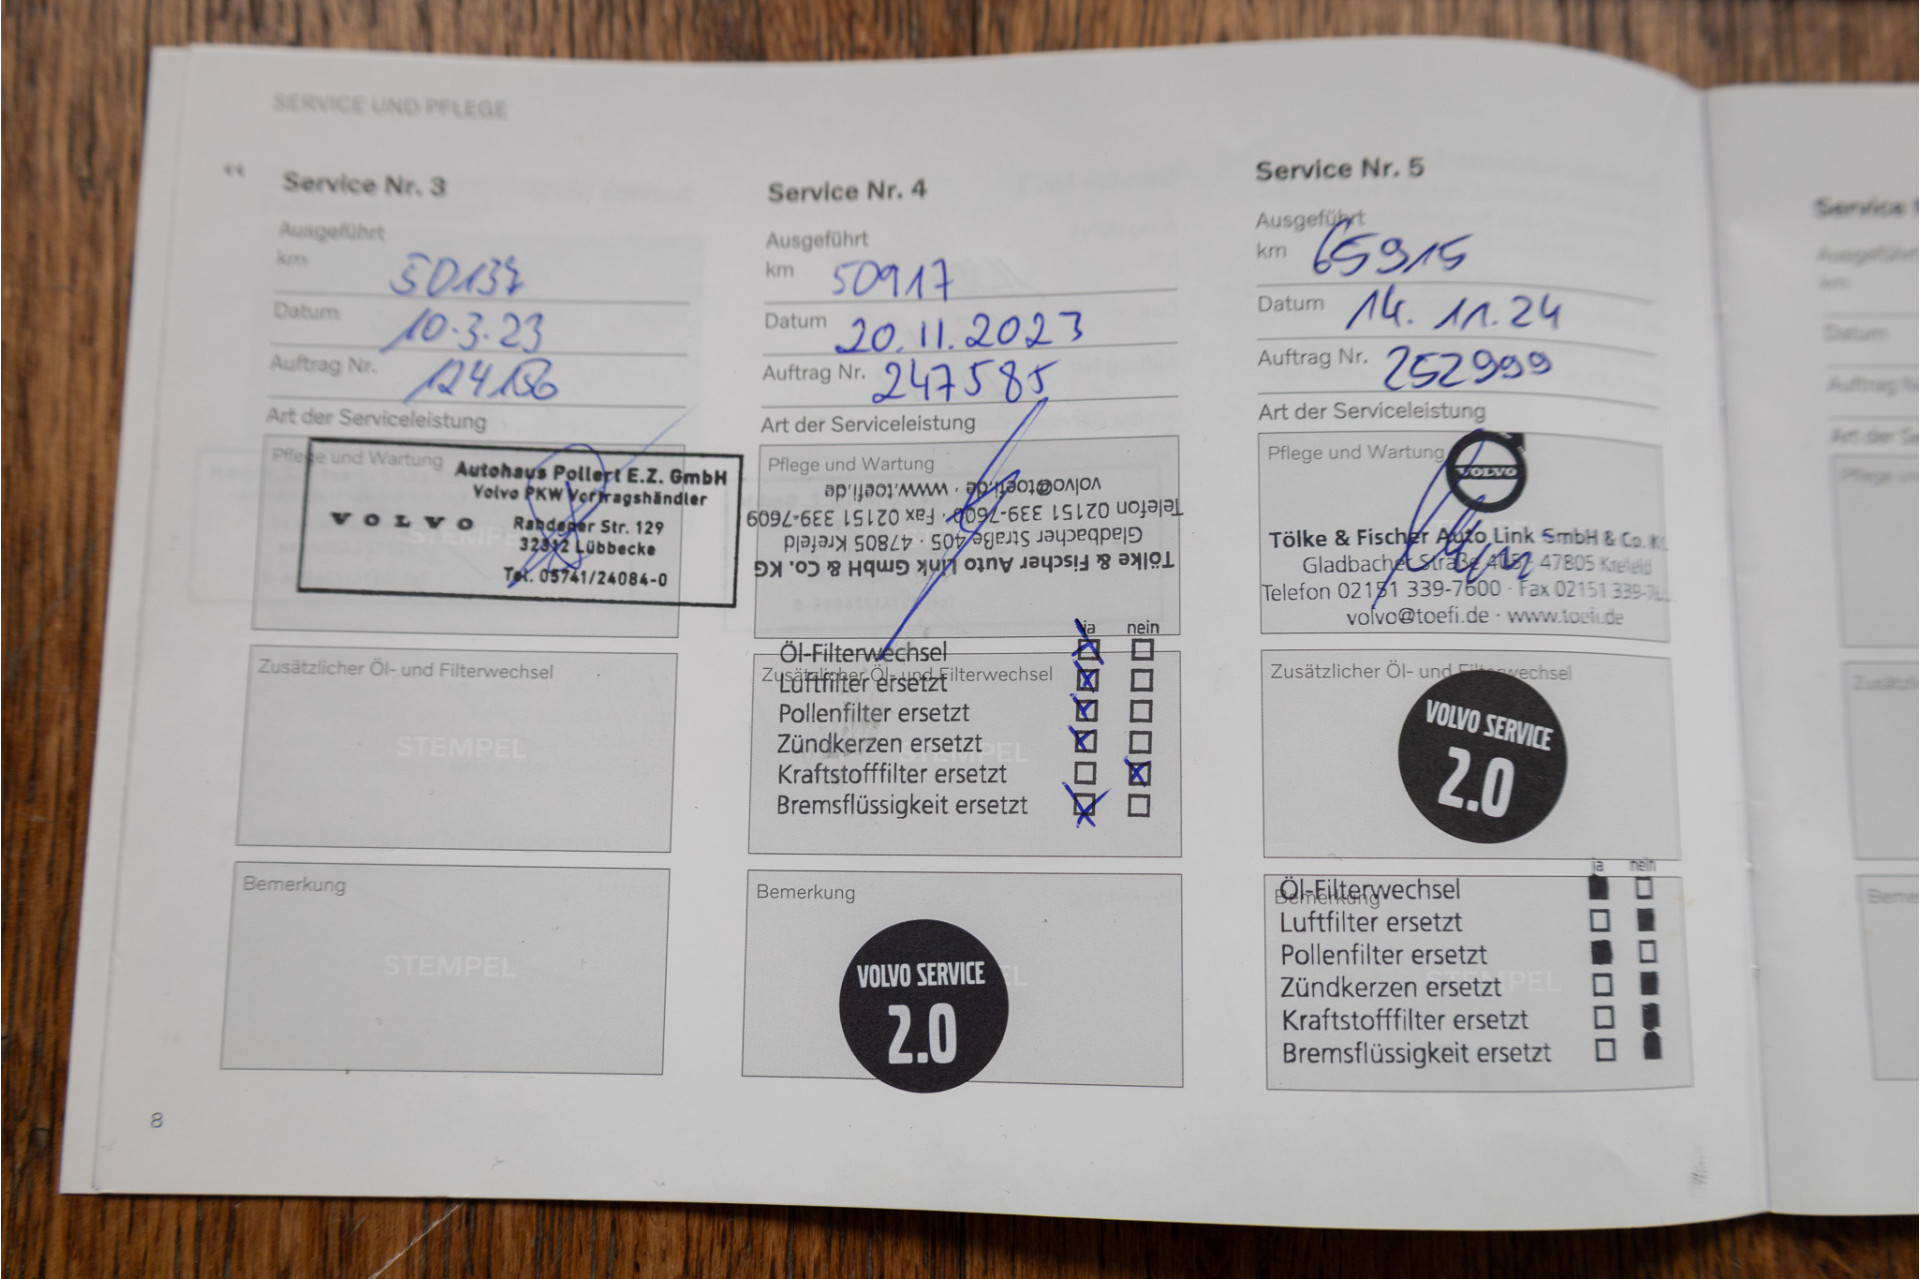 SERVICE UND PFLEGE
Service Nr. 3
Ausgeführt
km 50137
Datum 10.3.23
Auftrag Nr. 124156
Art der Serviceleistung
Pflege und Wartung
Autohaus Pollert E.Z. GmbH
Volvo PKW Vertragshändler
VOLVO Rahdener Str. 129
32312 Lübbecke
Tel. 05741/24084-0
Zusätzlicher Öl- und Filterwechsel
STEMPEL
Bemerkung
STEMPEL
8
Service Nr. 4
Ausgeführt
km 50917
Datum 20.11.2023
Auftrag Nr. 247585
Art der Serviceleistung
Pflege und Wartung
Tölke & Fischer Auto Link GmbH & Co. KG
Gladbacher Straße 405 · 47805 Krefeld
Telefon 02151 339-7600 · Fax 02151 339-7609
volvo@toefi.de · www.toefi.de
ja nein
Öl-Filterwechsel
Zusätzlicher Öl- und Filterwechsel
Luftfilter ersetzt
Pollenfilter ersetzt
Zündkerzen ersetzt
STEMPEL
Kraftstofffilter ersetzt
Bremsflüssigkeit ersetzt
Bemerkung
VOLVO SERVICE
2.0
Service Nr. 5
Ausgeführt
km 65915
Datum 14.11.24
Auftrag Nr. 252999
Art der Serviceleistung
Pflege und Wartung
VOLVO
Tölke & Fischer Auto Link GmbH & Co. K
Gladbacher Straße 405 · 47805 Krefeld
Telefon 02151 339-7600 · Fax 02151 339-7
volvo@toefi.de · www.toefi.de
Zusätzlicher Öl- und Filterwechsel
VOLVO SERVICE
2.0
ja nein
Öl-Filterwechsel
Bemerkung
Luftfilter ersetzt
Pollenfilter ersetzt
STEMPEL
Zündkerzen ersetzt
Kraftstofffilter ersetzt
Bremsflüssigkeit ersetzt